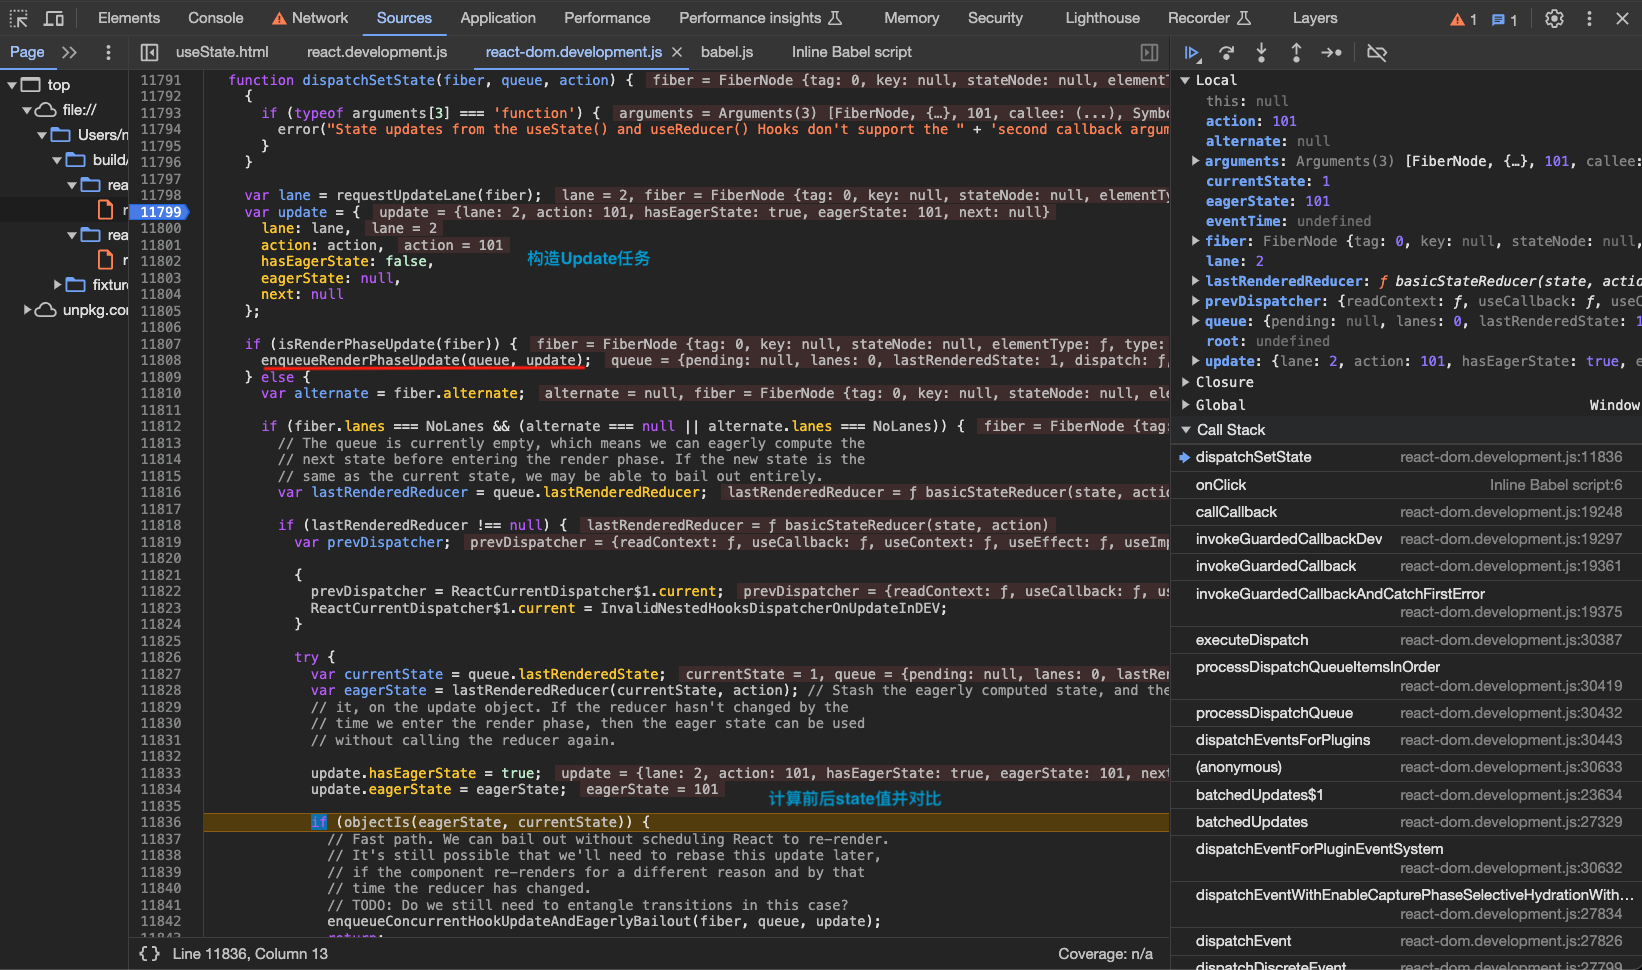 Elements Console Network Sources Application Performance Performance insights Memory Security Lighthouse Recorder Layers 1 1
Page useState.html react.development.js react-dom.development.js babel.js Inline Babel script
top
file://
Users/n
build/
rea
r
rea
r
fixture
unpkg.co
11791 function dispatchSetState(fiber, queue, action) { fiber = FiberNode {tag: 0, key: null, stateNode: null, elementT
11792 {
11793 if (typeof arguments[3] === 'function') { arguments = Arguments(3) [FiberNode, {…}, 101, callee: (...), Symbo
11794 error("State updates from the useState() and useReducer() Hooks don't support the " + 'second callback argum
11795 }
11796 }
11797
11798 var lane = requestUpdateLane(fiber); lane = 2, fiber = FiberNode {tag: 0, key: null, stateNode: null, elementTy
11799 var update = { update = {lane: 2, action: 101, hasEagerState: true, eagerState: 101, next: null}
11800 lane: lane, lane = 2
11801 action: action, action = 101
11802 hasEagerState: false, 构造Update任务
11803 eagerState: null,
11804 next: null
11805 };
11806
11807 if (isRenderPhaseUpdate(fiber)) { fiber = FiberNode {tag: 0, key: null, stateNode: null, elementType: ƒ, type:
11808 enqueueRenderPhaseUpdate(queue, update); queue = {pending: null, lanes: 0, lastRenderedState: 1, dispatch: ƒ,
11809 } else {
11810 var alternate = fiber.alternate; alternate = null, fiber = FiberNode {tag: 0, key: null, stateNode: null, ele
11811
11812 if (fiber.lanes === NoLanes && (alternate === null || alternate.lanes === NoLanes)) { fiber = FiberNode {tag:
11813 // The queue is currently empty, which means we can eagerly compute the
11814 // next state before entering the render phase. If the new state is the
11815 // same as the current state, we may be able to bail out entirely.
11816 var lastRenderedReducer = queue.lastRenderedReducer; lastRenderedReducer = ƒ basicStateReducer(state, actio
11817
11818 if (lastRenderedReducer !== null) { lastRenderedReducer = ƒ basicStateReducer(state, action)
11819 var prevDispatcher; prevDispatcher = {readContext: ƒ, useCallback: ƒ, useContext: ƒ, useEffect: ƒ, useImp
11820
11821 {
11822 prevDispatcher = ReactCurrentDispatcher$1.current; prevDispatcher = {readContext: ƒ, useCallback: ƒ, us
11823 ReactCurrentDispatcher$1.current = InvalidNestedHooksDispatcherOnUpdateInDEV;
11824 }
11825
11826 try {
11827 var currentState = queue.lastRenderedState; currentState = 1, queue = {pending: null, lanes: 0, lastRen
11828 var eagerState = lastRenderedReducer(currentState, action); // Stash the eagerly computed state, and the
11829 // it, on the update object. If the reducer hasn't changed by the
11830 // time we enter the render phase, then the eager state can be used
11831 // without calling the reducer again.
11832
11833 update.hasEagerState = true; update = {lane: 2, action: 101, hasEagerState: true, eagerState: 101, next
11834 update.eagerState = eagerState; eagerState = 101
计算前后state值并对比
11835
11836 if (objectIs(eagerState, currentState)) {
11837 // Fast path. We can bail out without scheduling React to re-render.
11838 // It's still possible that we'll need to rebase this update later,
11839 // if the component re-renders for a different reason and by that
11840 // time the reducer has changed.
11841 // TODO: Do we still need to entangle transitions in this case?
11842 enqueueConcurrentHookUpdateAndEagerlyBailout(fiber, queue, update);
11843 return;
{} Line 11836, Column 13 Coverage: n/a
Local
this: null
action: 101
alternate: null
arguments: Arguments(3) [FiberNode, {…}, 101, callee:
currentState: 1
eagerState: 101
eventTime: undefined
fiber: FiberNode {tag: 0, key: null, stateNode: null,
lane: 2
lastRenderedReducer: ƒ basicStateReducer(state, actio
prevDispatcher: {readContext: ƒ, useCallback: ƒ, useC
queue: {pending: null, lanes: 0, lastRenderedState: 1
root: undefined
update: {lane: 2, action: 101, hasEagerState: true, e
Closure
Global Window
Call Stack
dispatchSetState react-dom.development.js:11836
onClick Inline Babel script:6
callCallback react-dom.development.js:19248
invokeGuardedCallbackDev react-dom.development.js:19297
invokeGuardedCallback react-dom.development.js:19361
invokeGuardedCallbackAndCatchFirstError
react-dom.development.js:19375
executeDispatch react-dom.development.js:30387
processDispatchQueueItemsInOrder
react-dom.development.js:30419
processDispatchQueue react-dom.development.js:30432
dispatchEventsForPlugins react-dom.development.js:30443
(anonymous) react-dom.development.js:30633
batchedUpdates$1 react-dom.development.js:23634
batchedUpdates react-dom.development.js:27329
dispatchEventForPluginEventSystem
react-dom.development.js:30632
dispatchEventWithEnableCapturePhaseSelectiveHydrationWith…
react-dom.development.js:27834
dispatchEvent react-dom.development.js:27826
dispatchDiscreteEvent react-dom.development.js:27799